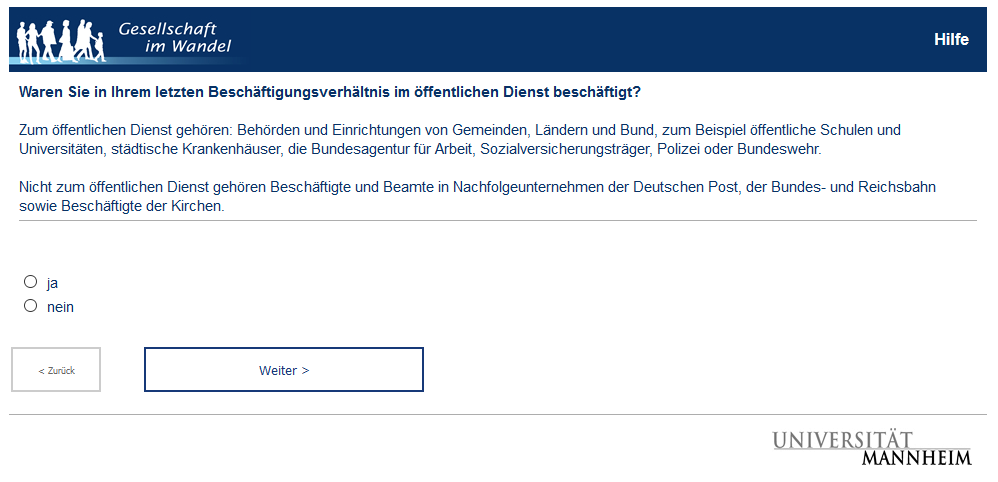 Gesellschaft
im Wandel
Hilfe
Waren Sie in Ihrem letzten Beschäftigungsverhältnis im öffentlichen Dienst beschäftigt?
Zum öffentlichen Dienst gehören: Behörden und Einrichtungen von Gemeinden, Ländern und Bund, zum Beispiel öffentliche Schulen und
Universitäten, städtische Krankenhäuser, die Bundesagentur für Arbeit, Sozialversicherungsträger, Polizei oder Bundeswehr.
Nicht zum öffentlichen Dienst gehören Beschäftigte und Beamte in Nachfolgeunternehmen der Deutschen Post, der Bundes- und Reichsbahn
sowie Beschäftigte der Kirchen.
ja
nein
< Zurück
Weiter >
UNIVERSITÄT
MANNHEIM